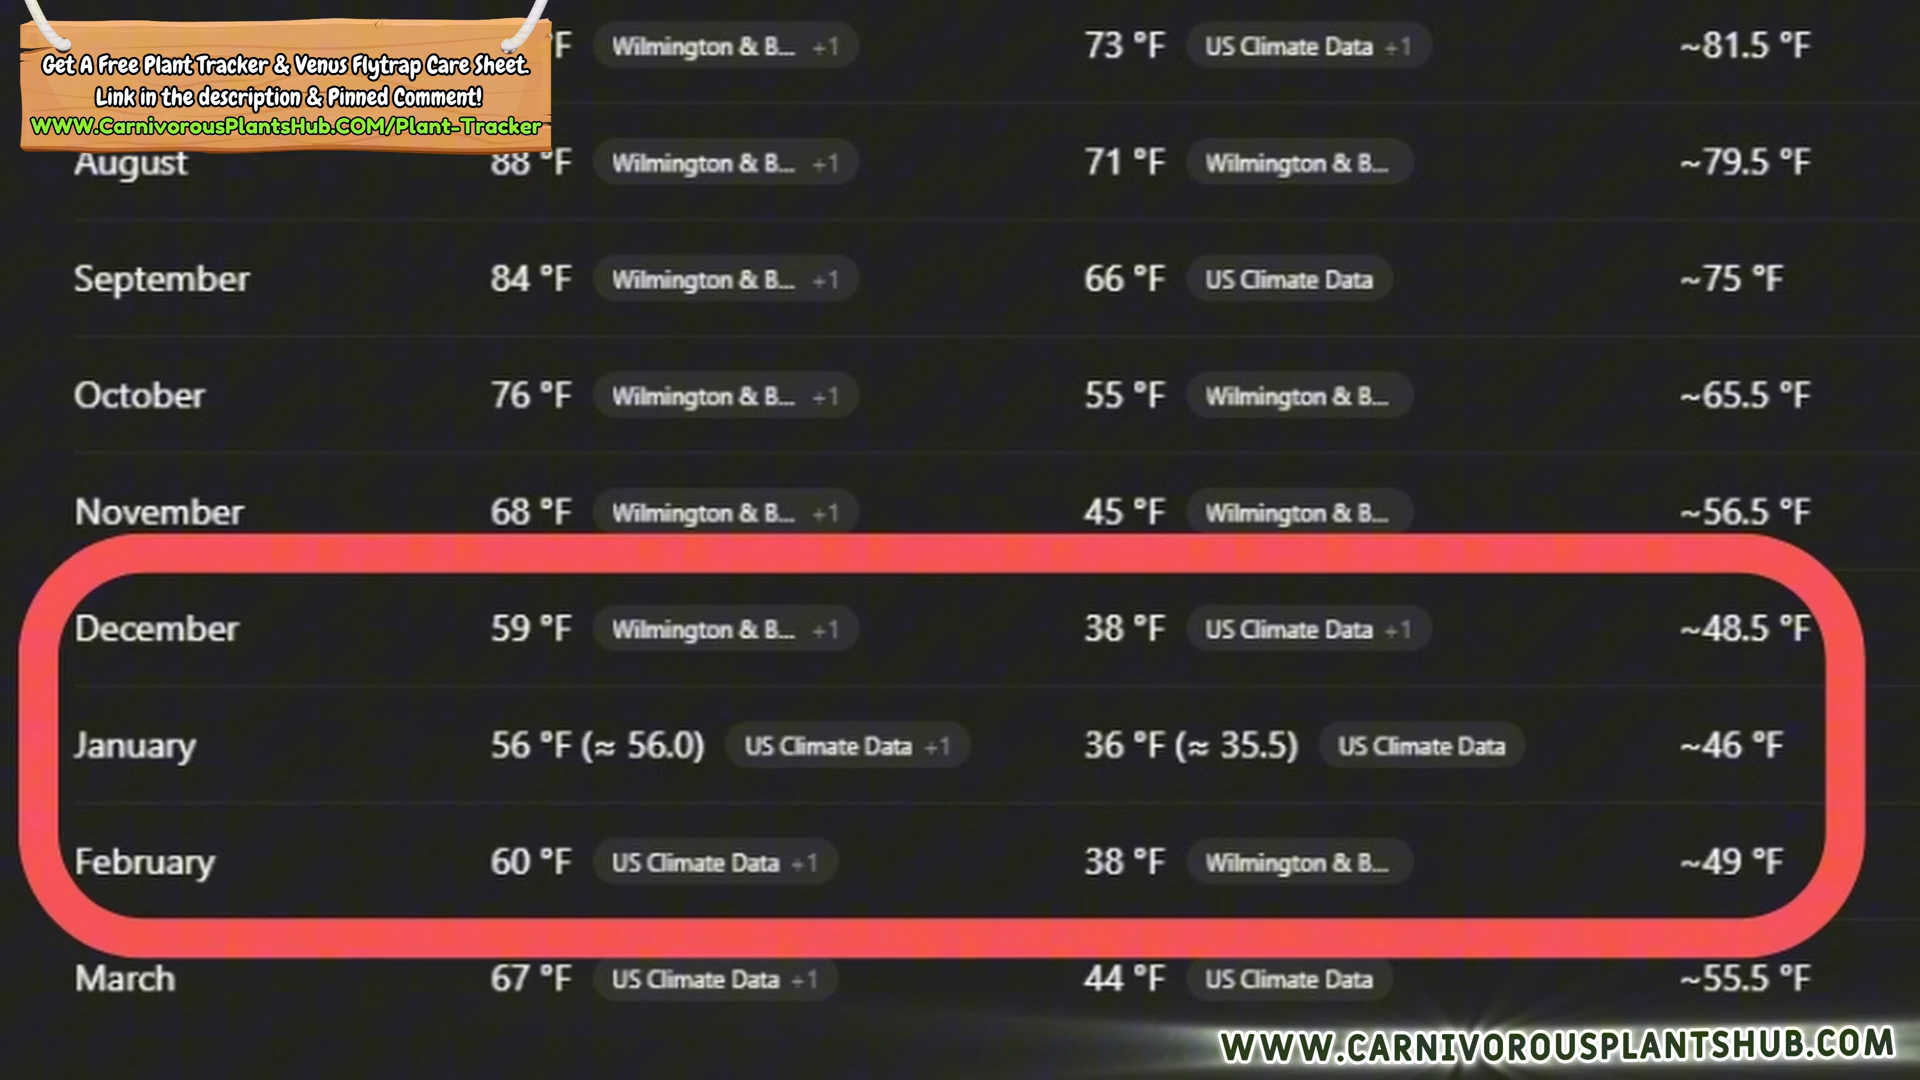 Get A Free Plant Tracker & Venus Flytrap Care Sheet.
Link in the description & Pinned Comment!
WWW.CarnivorousPlantsHub.COM/Plant-Tracker
°F Wilmington & B... +1 73 °F US Climate Data +1 ~81.5 °F
August 88 °F Wilmington & B... +1 71 °F Wilmington & B... ~79.5 °F
September 84 °F Wilmington & B... +1 66 °F US Climate Data ~75 °F
October 76 °F Wilmington & B... +1 55 °F Wilmington & B... ~65.5 °F
November 68 °F Wilmington & B... +1 45 °F Wilmington & B... ~56.5 °F
December 59 °F Wilmington & B... +1 38 °F US Climate Data +1 ~48.5 °F
January 56 °F (≈ 56.0) US Climate Data +1 36 °F (≈ 35.5) US Climate Data ~46 °F
February 60 °F US Climate Data +1 38 °F Wilmington & B... ~49 °F
March 67 °F US Climate Data +1 44 °F US Climate Data ~55.5 °F
WWW.CARNIVOROUSPLANTSHUB.COM